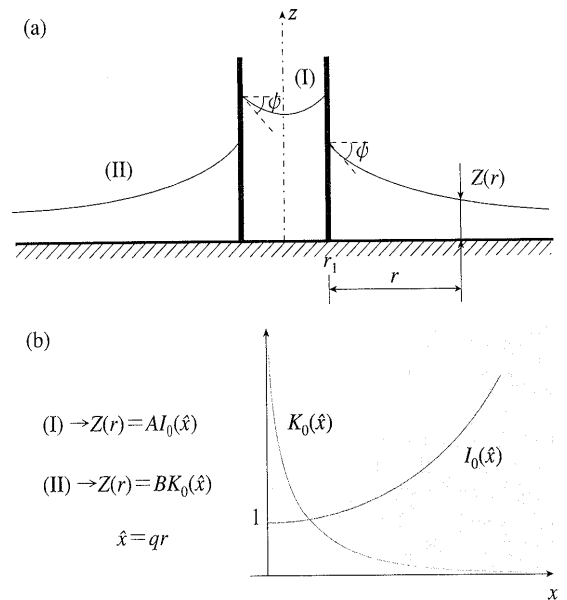 (a)
z
(I)
ϕ
ϕ
(II)
Z(r)
r₁
r
(b)
(I) →Z(r)=AI₀(x̂)
(II) →Z(r)=BK₀(x̂)
x̂=qr
K₀(x̂)
I₀(x̂)
1
x